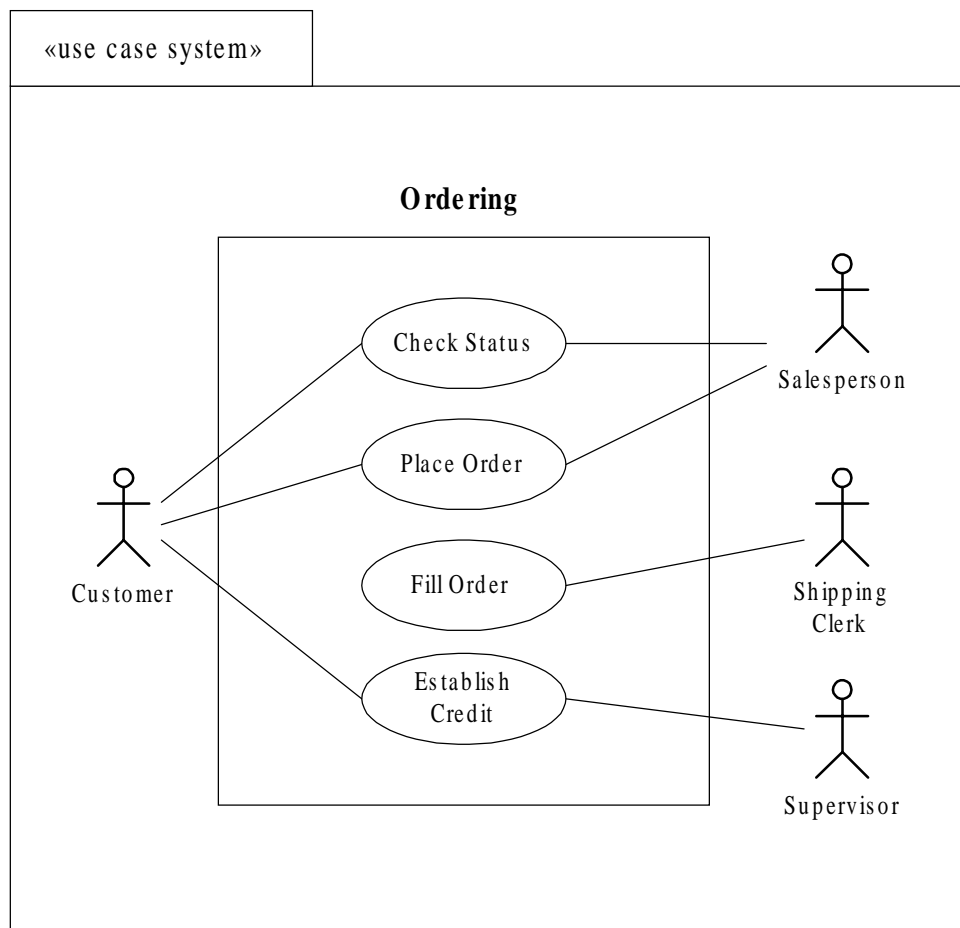 «use case system»
Ordering
Check Status
Salesperson
Place Order
Customer
Fill Order
Shipping
Clerk
Establish
Credit
Supervisor